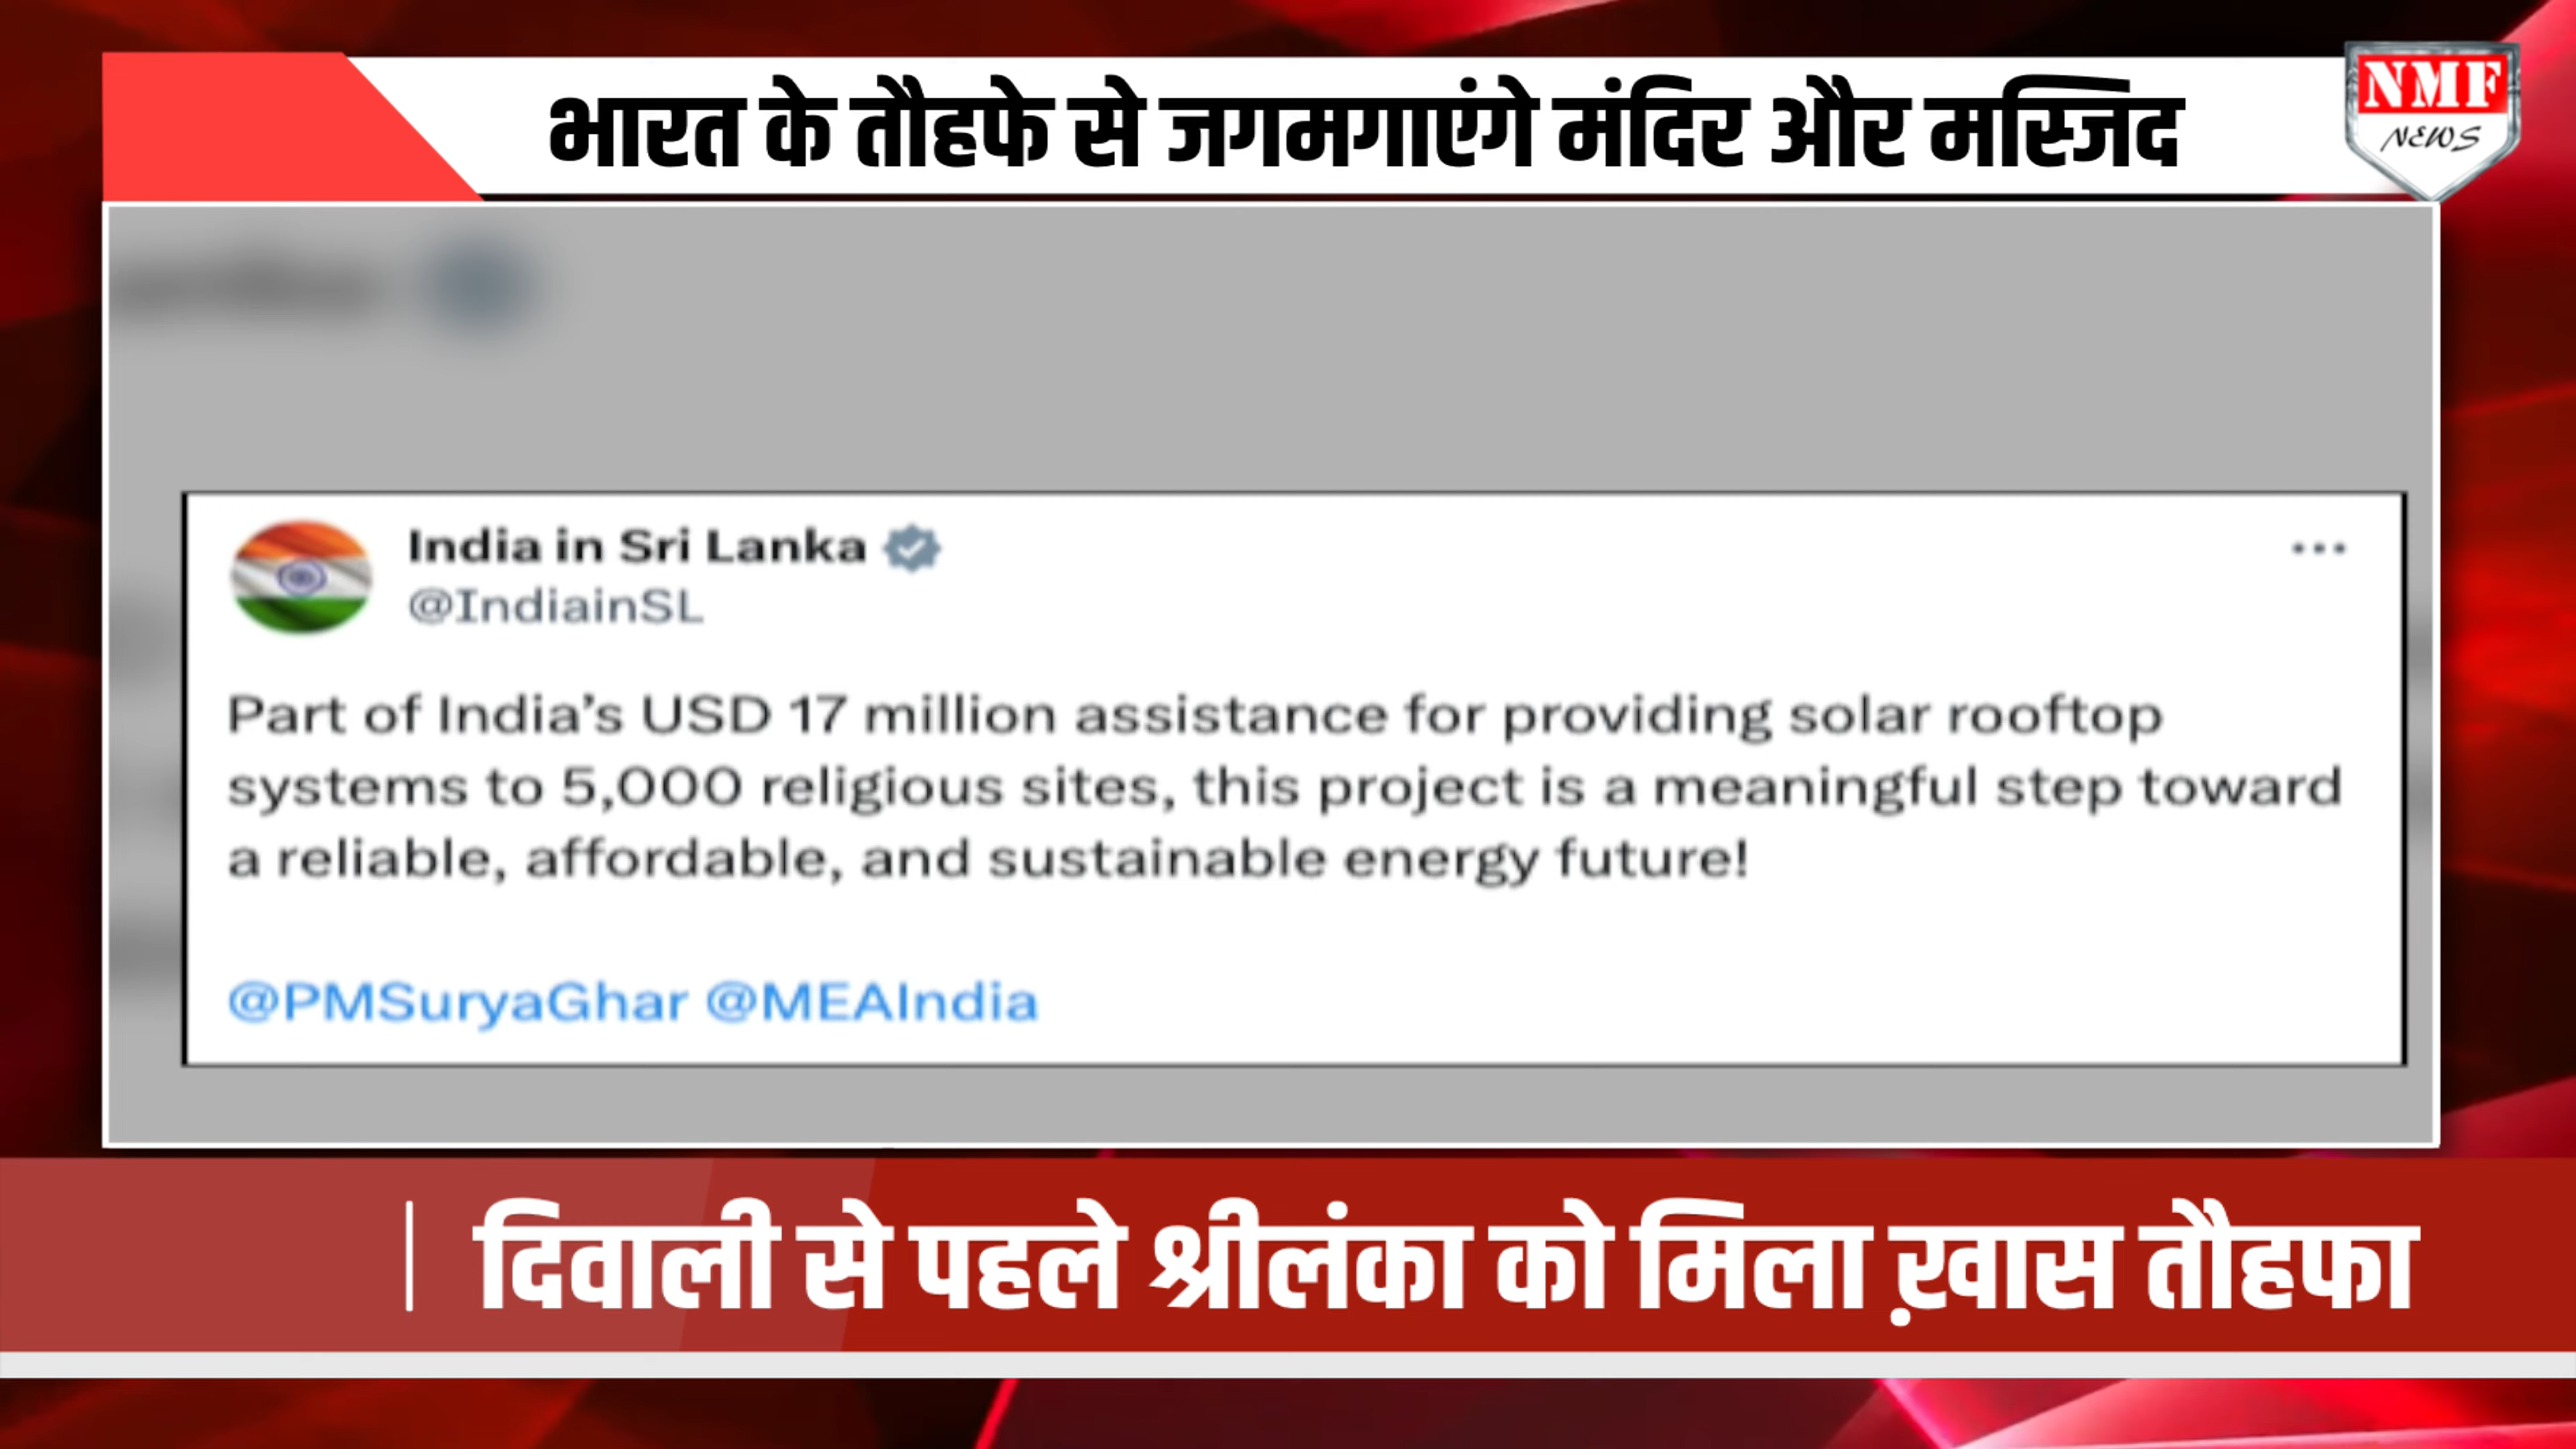 भारत के तौहफे से जगमगाएंगे मंदिर और मस्जिद
NMF
NEWS
India in Sri Lanka
@IndiainSL
Part of India’s USD 17 million assistance for providing solar rooftop
systems to 5,000 religious sites, this project is a meaningful step toward
a reliable, affordable, and sustainable energy future!
@PMSuryaGhar @MEAIndia
दिवाली से पहले श्रीलंका को मिला ख़ास तौहफा